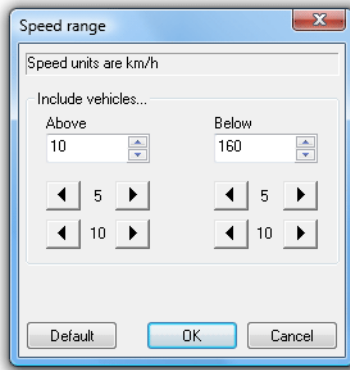 Speed range
Speed units are km/h
Include vehicles...
Above Below
10 160
5 5
10 10
Default OK Cancel